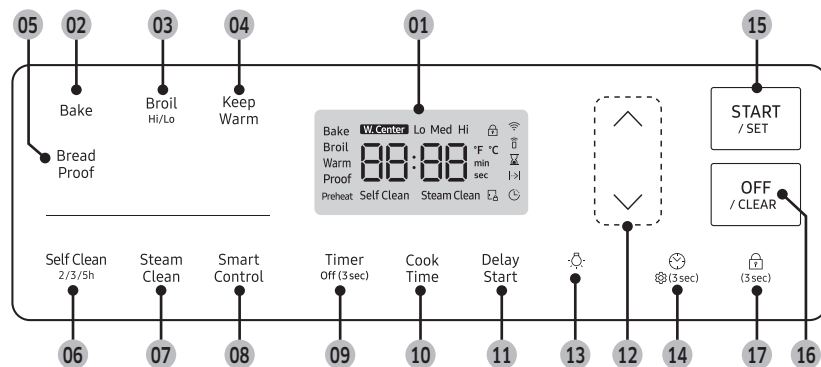 05 02 03 04 01 15
Bake
Broil
Hi/Lo
Keep
Warm
Bread
Proof
Bake W.Center Lo Med Hi
Broil
Warm
Proof
88:88
°F °C
min
sec
Preheat Self Clean Steam Clean
START
/ SET
OFF
/ CLEAR
Self Clean
2/3/5h
Steam
Clean
Smart
Control
Timer
Off (3 sec)
Cook
Time
Delay
Start
(3 sec)
(3 sec)
06 07 08 09 10 11 13 12 14 17 16